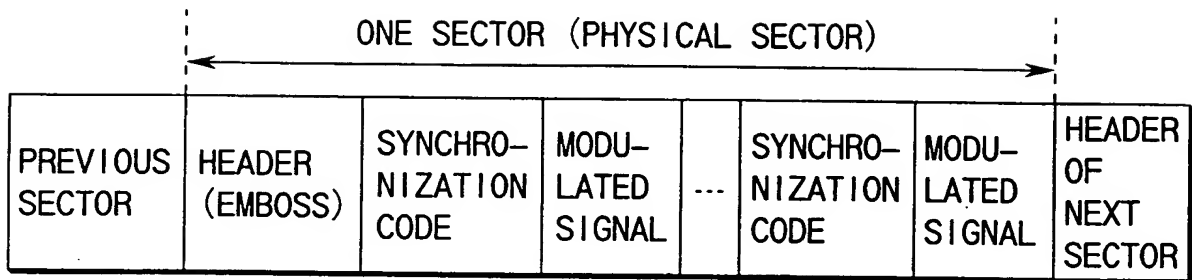 ONE SECTOR (PHYSICAL SECTOR)
PREVIOUS
SECTOR
HEADER
(EMBOSS)
SYNCHRO-
NIZATION
CODE
MODU-
LATED
SIGNAL
---
SYNCHRO-
NIZATION
CODE
MODU-
LATED
SIGNAL
HEADER
OF
NEXT
SECTOR